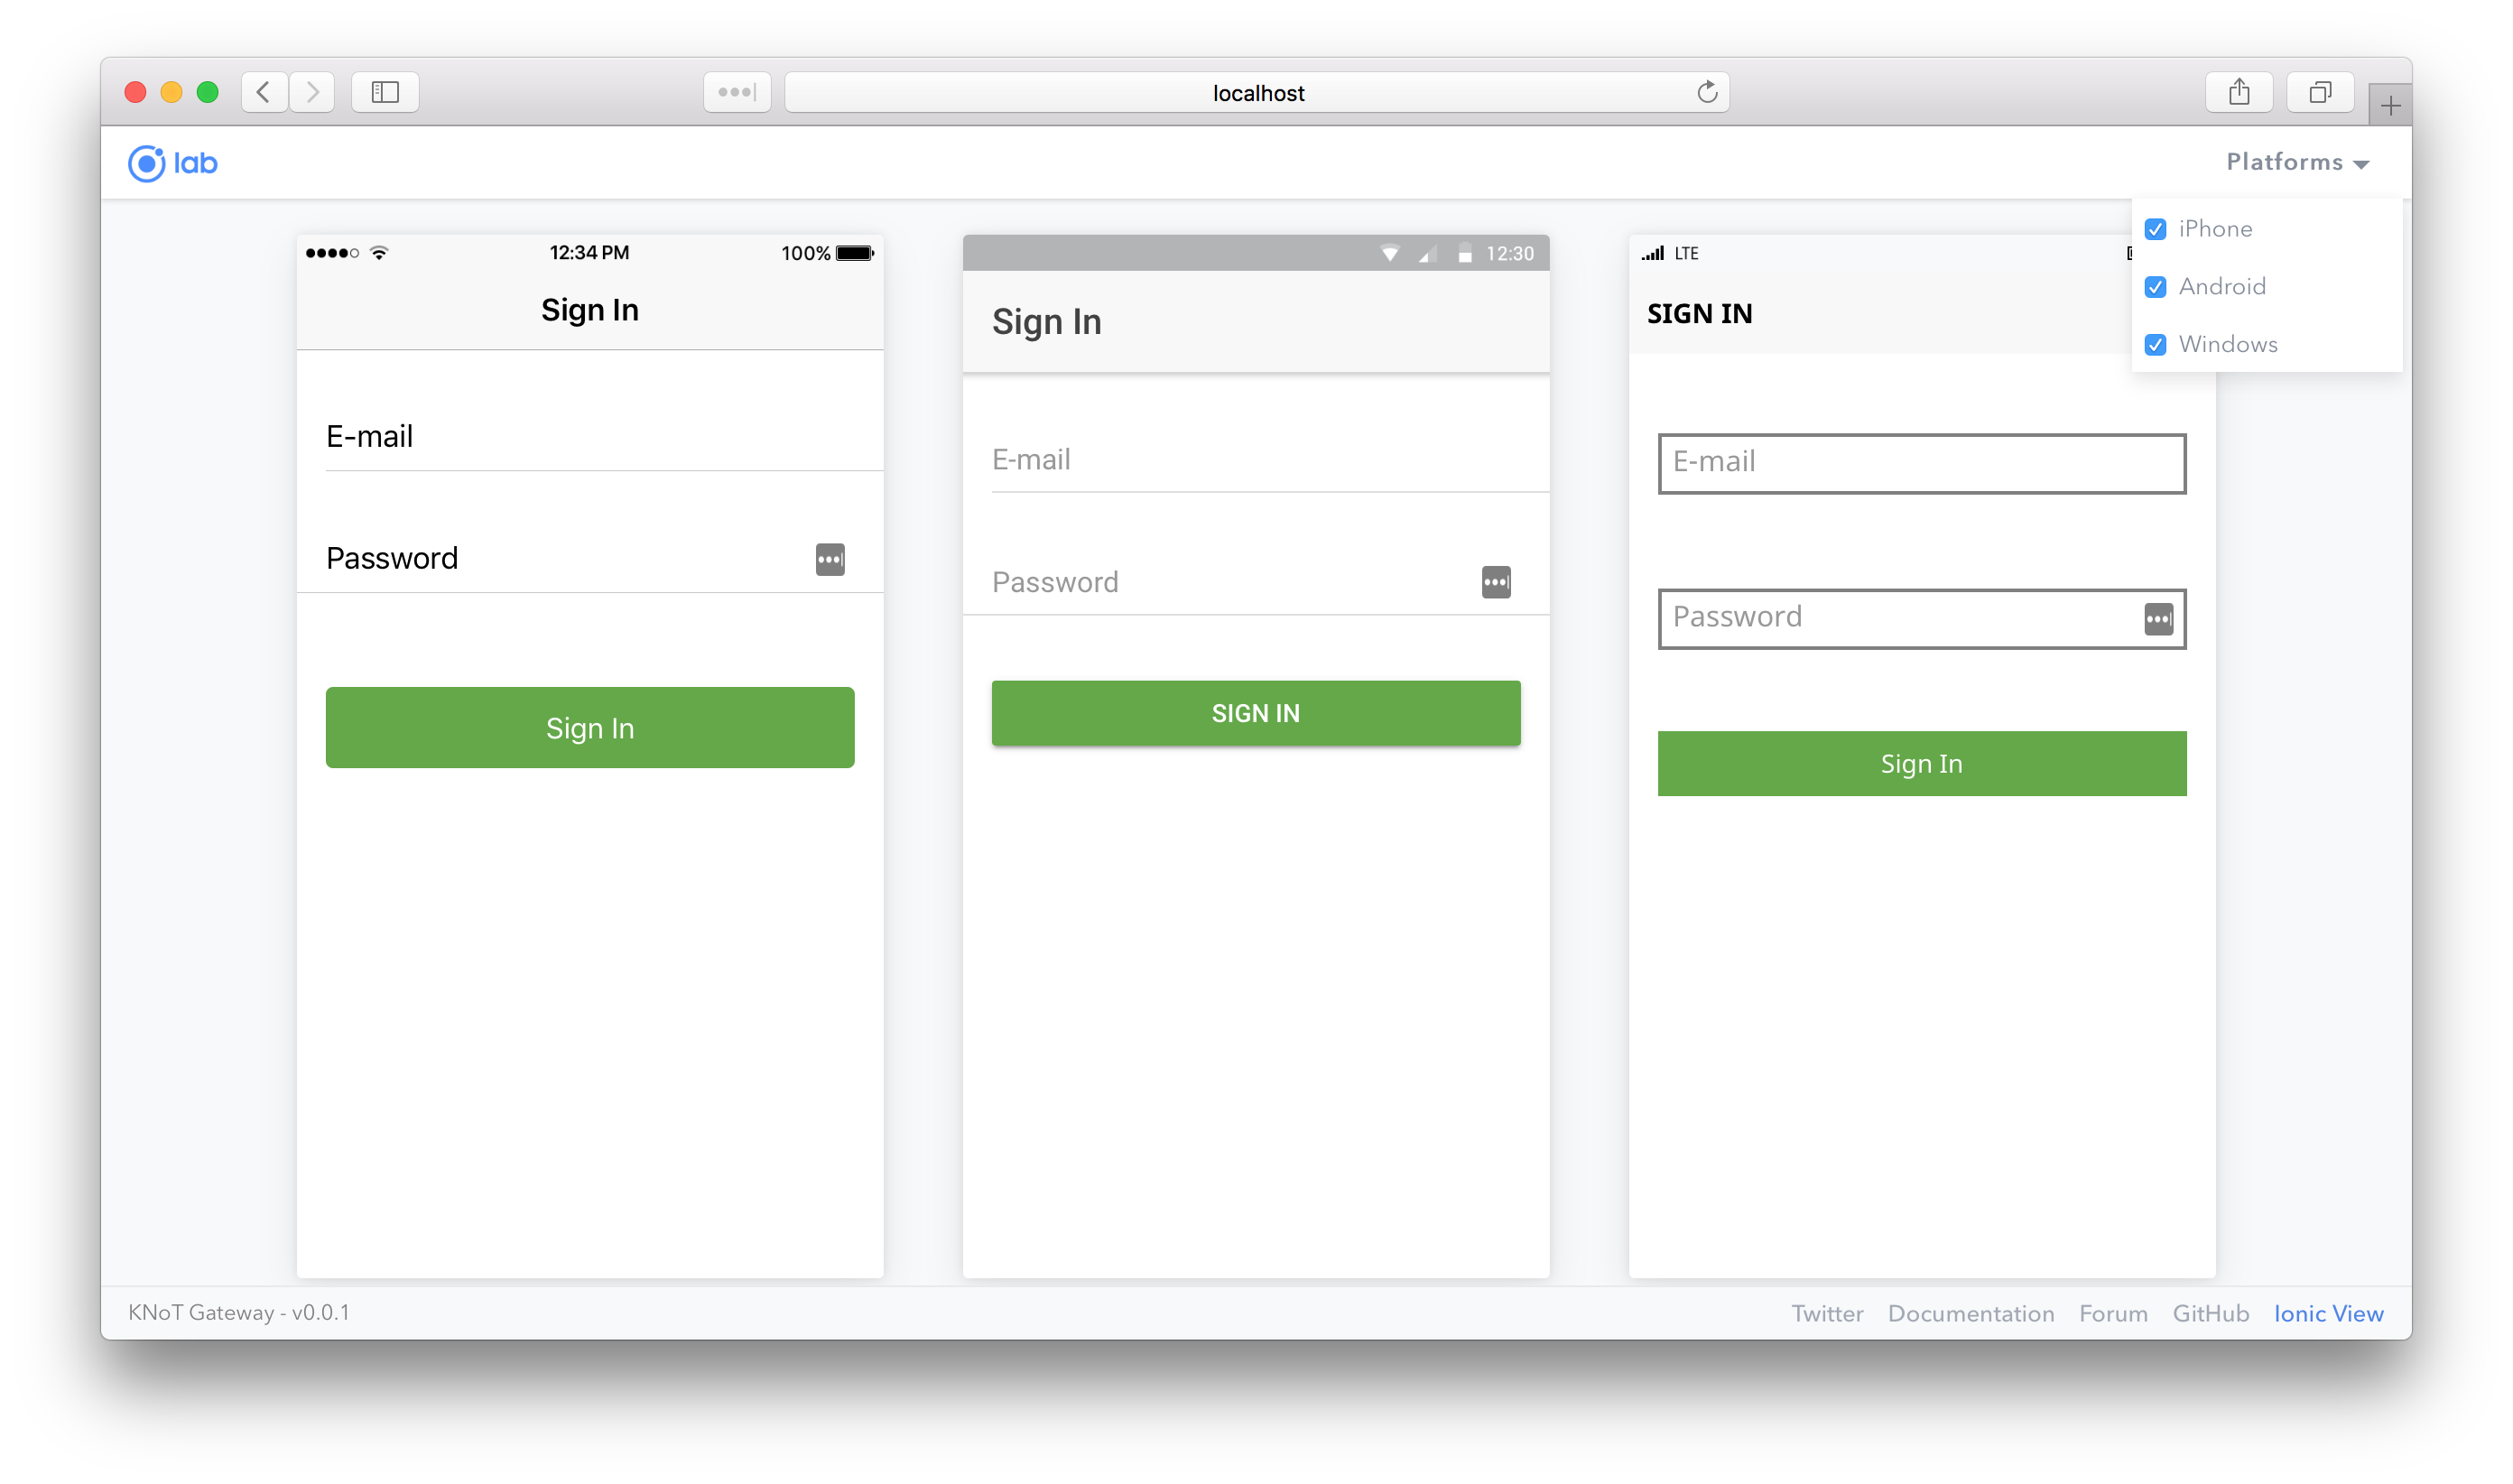 localhost
lab
Platforms
iPhone
Android
Windows
12:34 PM
100%
Sign In
E-mail
Password
Sign In
12:30
Sign In
E-mail
Password
SIGN IN
LTE
SIGN IN
E-mail
Password
Sign In
KNoT Gateway - v0.0.1
Twitter Documentation Forum GitHub Ionic View